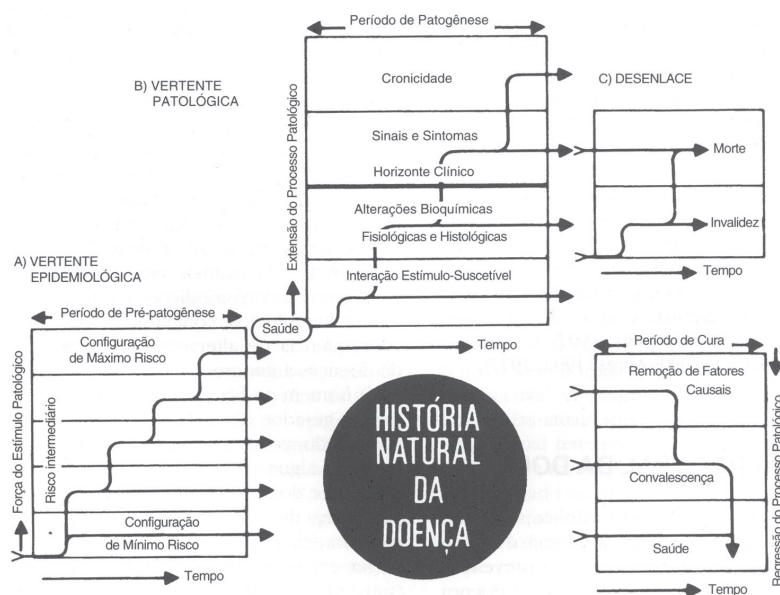 Período de Patogênese
B) VERTENTE
PATOLÓGICA
Extensão do Processo Patológico
Cronicidade
Sinais e Sintomas
Horizonte Clínico
Alterações Bioquímicas
Fisiológicas e Histológicas
Interação Estímulo-Suscetível
Saúde
Tempo
C) DESENLACE
Morte
Invalidez
Tempo
A) VERTENTE
EPIDEMIOLÓGICA
Período de Pré-patogênese
Força do Estímulo Patológico
Risco intermediário
Configuração
de Máximo Risco
Configuração
de Mínimo Risco
Tempo
HISTÓRIA
NATURAL
DA
DOENÇA
Período de Cura
Remoção de Fatores
Causais
Convalescença
Saúde
Regressão do Processo Patológico
Tempo